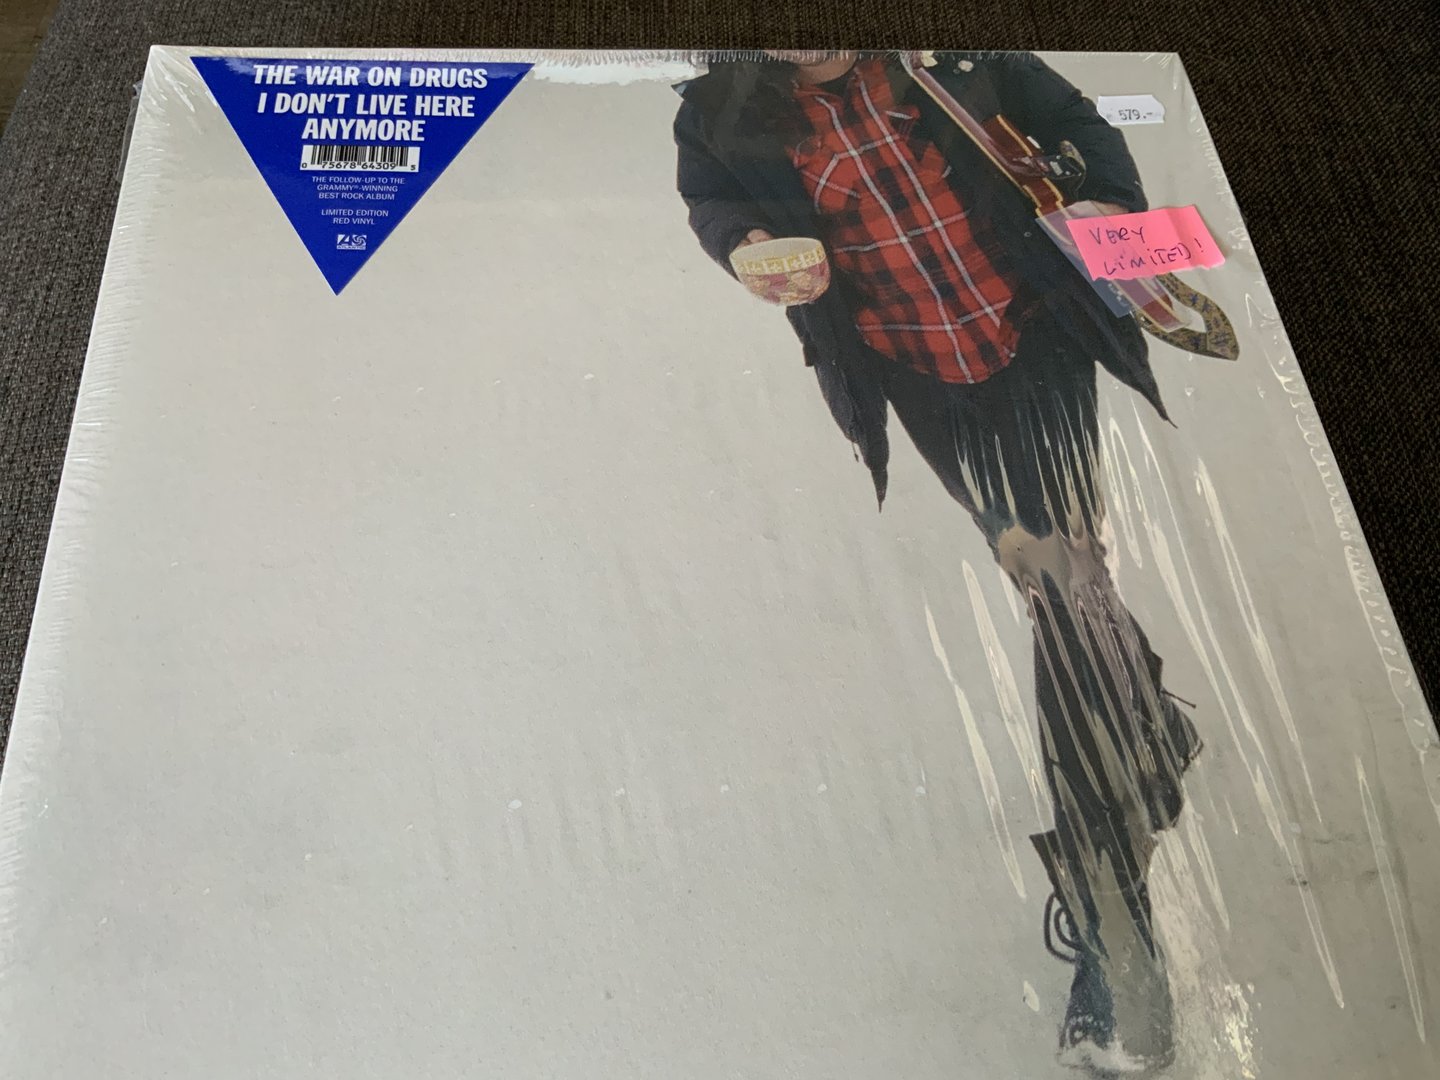 THE WAR ON DRUGS
I DON'T LIVE HERE
ANYMORE
0 75678 64309 5
THE FOLLOW-UP TO THE
GRAMMY®-WINNING
BEST ROCK ALBUM
LIMITED EDITION
RED VINYL
ATLANTIC
579.-
VERY
LIMITED!